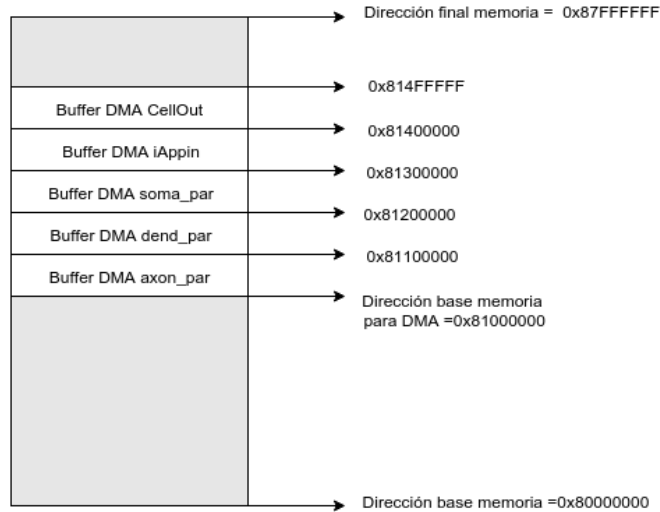 Dirección final memoria = 0x87FFFFFF
0x814FFFFF
Buffer DMA CellOut
0x81400000
Buffer DMA iAppin
0x81300000
Buffer DMA soma_par
0x81200000
Buffer DMA dend_par
0x81100000
Buffer DMA axon_par
Dirección base memoria
para DMA =0x81000000
Dirección base memoria =0x80000000